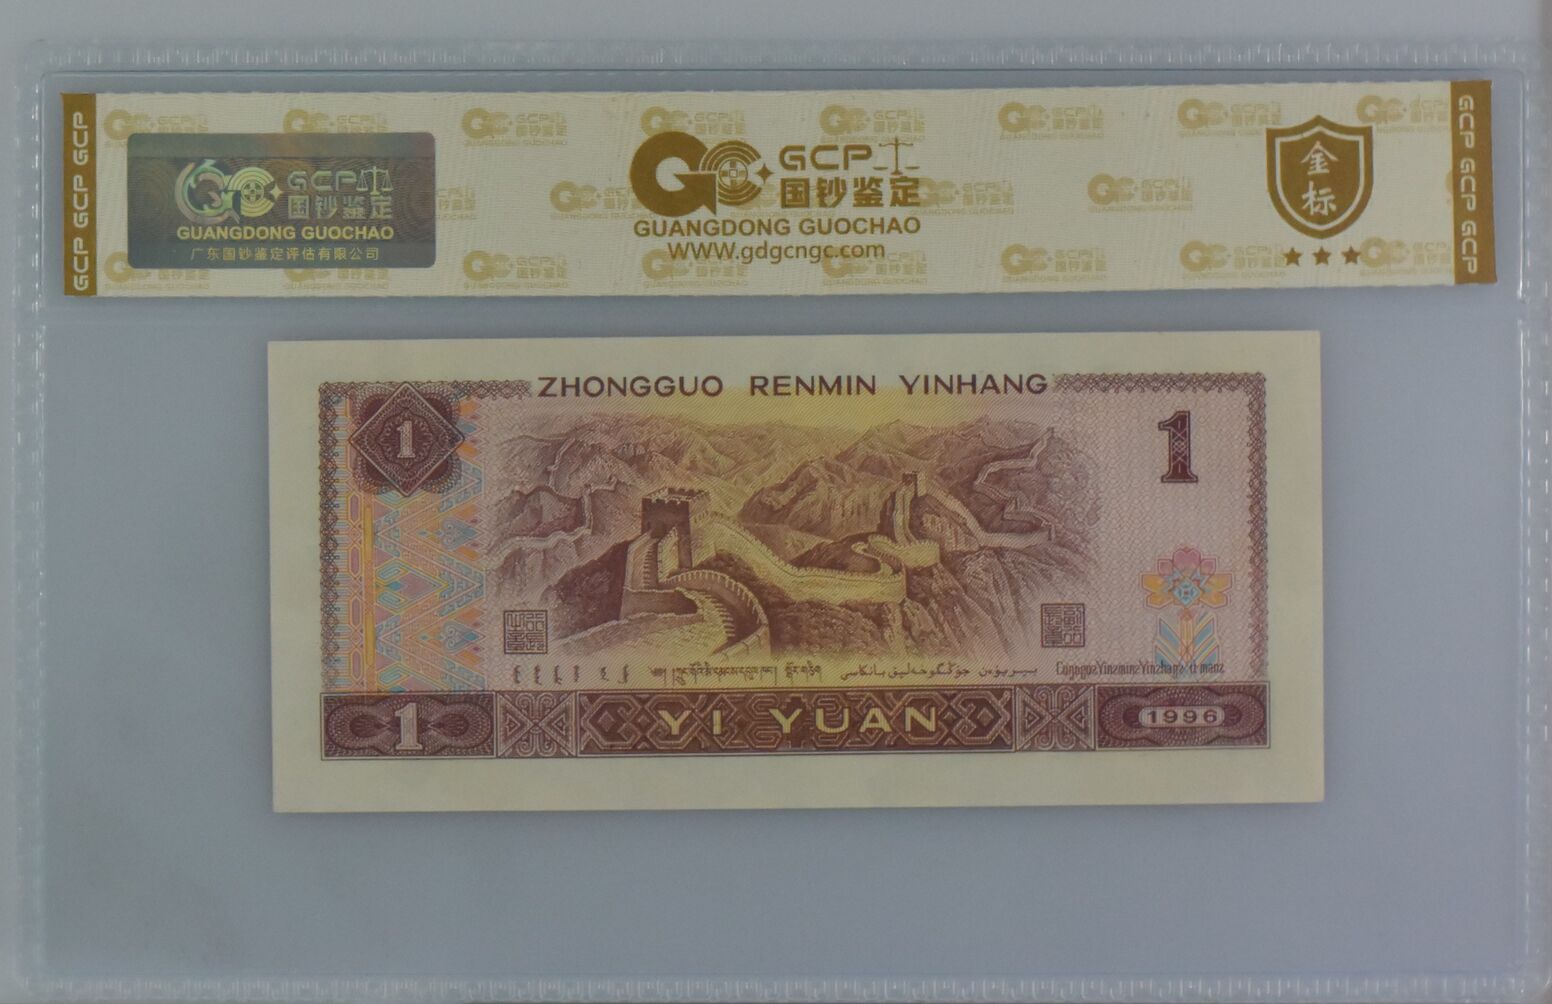 GCP GCP GCP
GCP
国钞鉴定
GUANGDONG GUOCHAO
广东国钞鉴定评估有限公司
GCP
国钞鉴定
GUANGDONG GUOCHAO
WWW.gdgcngc.com
金
标
GCP GCP GCP
ZHONGGUO RENMIN YINHANG
1
1
1
YI YUAN
1996